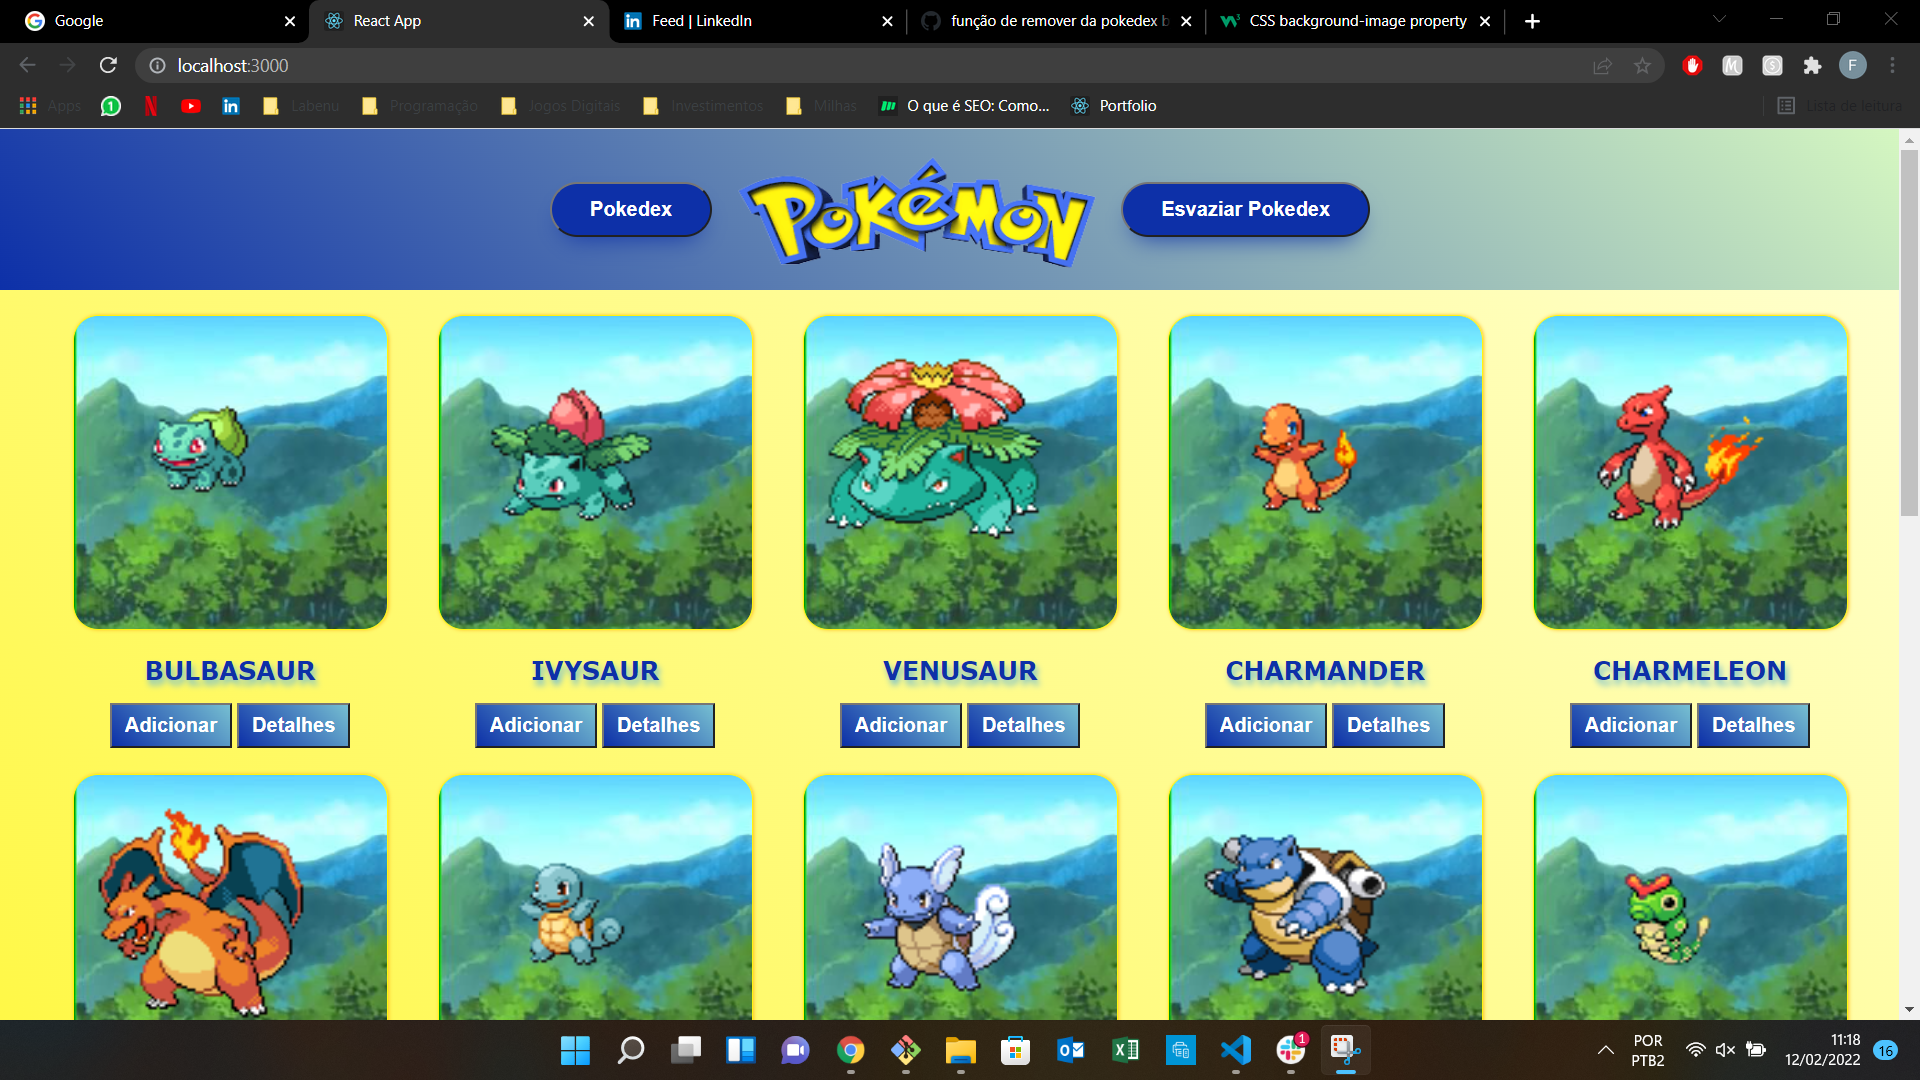 Google
React App
Feed | LinkedIn
função de remover da pokedex b
CSS background-image property
localhost:3000
F
Apps
1
Labenu
Programação
Jogos Digitais
Investimentos
Milhas
O que é SEO: Como...
Portfolio
Lista de leitura
Pokedex
POKÉMON
Esvaziar Pokedex
BULBASAUR
IVYSAUR
VENUSAUR
CHARMANDER
CHARMELEON
Adicionar Detalhes
Adicionar Detalhes
Adicionar Detalhes
Adicionar Detalhes
Adicionar Detalhes
1
POR
PTB2
11:18
12/02/2022
16